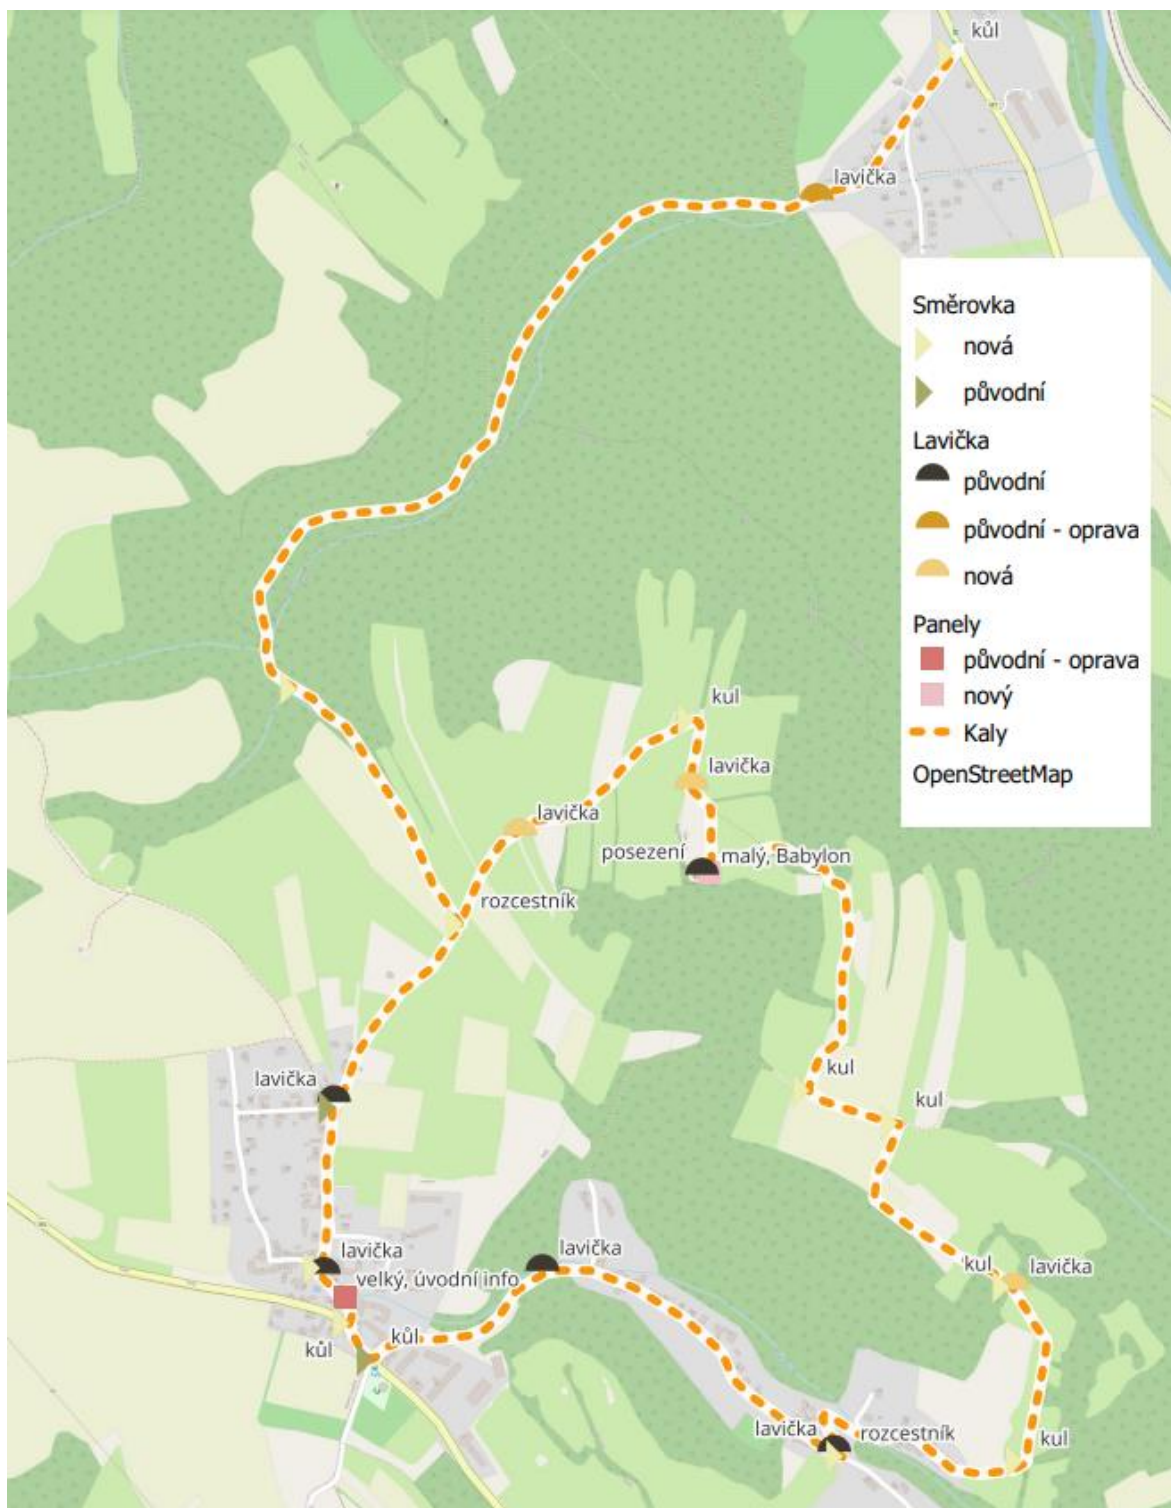 kůl
lavička
Směrovka
nová
původní
Lavička
původní
původní - oprava
nová
Panely
původní - oprava
nový
Kaly
OpenStreetMap
kul
lavička
lavička
posezení
malý, Babylon
rozcestník
kul
lavička
kul
lavička
lavička
velký, úvodní info
kul
lavička
kůl
kůl
lavička
rozcestník
kul